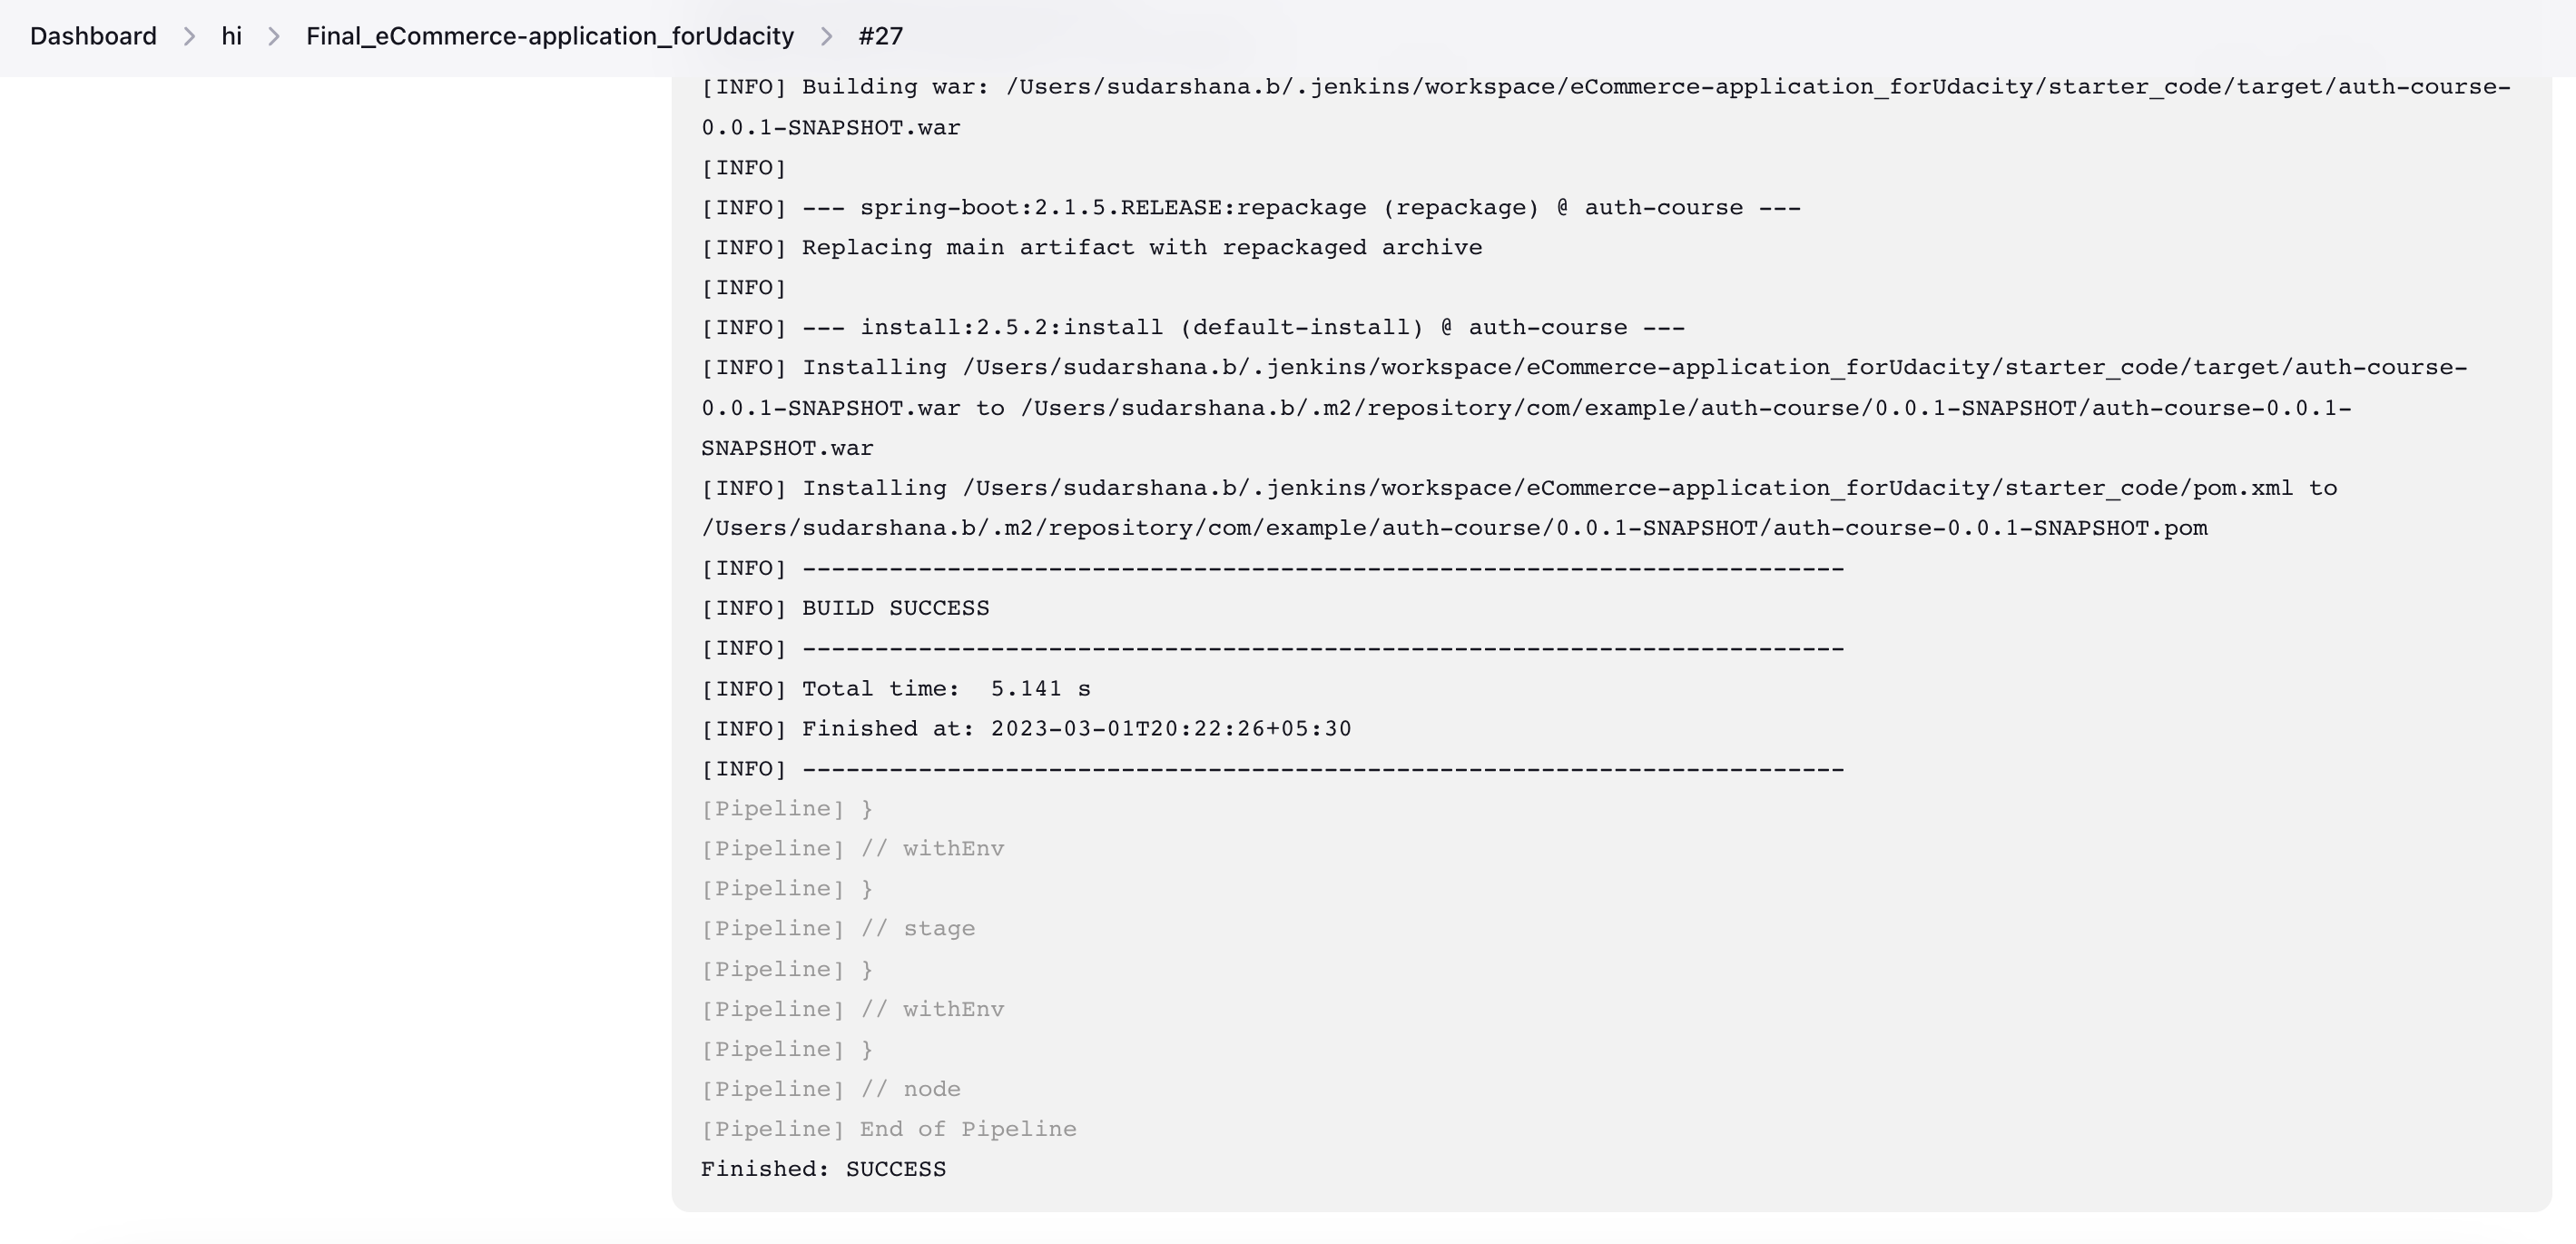 Dashboard > hi > Final_eCommerce-application_forUdacity > #27
[INFO] Building war: /Users/sudarshana.b/.jenkins/workspace/eCommerce-application_forUdacity/starter_code/target/auth-course-
0.0.1-SNAPSHOT.war
[INFO]
[INFO] --- spring-boot:2.1.5.RELEASE:repackage (repackage) @ auth-course ---
[INFO] Replacing main artifact with repackaged archive
[INFO]
[INFO] --- install:2.5.2:install (default-install) @ auth-course ---
[INFO] Installing /Users/sudarshana.b/.jenkins/workspace/eCommerce-application_forUdacity/starter_code/target/auth-course-
0.0.1-SNAPSHOT.war to /Users/sudarshana.b/.m2/repository/com/example/auth-course/0.0.1-SNAPSHOT/auth-course-0.0.1-
SNAPSHOT.war
[INFO] Installing /Users/sudarshana.b/.jenkins/workspace/eCommerce-application_forUdacity/starter_code/pom.xml to
/Users/sudarshana.b/.m2/repository/com/example/auth-course/0.0.1-SNAPSHOT/auth-course-0.0.1-SNAPSHOT.pom
[INFO] ------------------------------------------------------------------------
[INFO] BUILD SUCCESS
[INFO] ------------------------------------------------------------------------
[INFO] Total time:  5.141 s
[INFO] Finished at: 2023-03-01T20:22:26+05:30
[INFO] ------------------------------------------------------------------------
[Pipeline] }
[Pipeline] // withEnv
[Pipeline] }
[Pipeline] // stage
[Pipeline] }
[Pipeline] // withEnv
[Pipeline] }
[Pipeline] // node
[Pipeline] End of Pipeline
Finished: SUCCESS